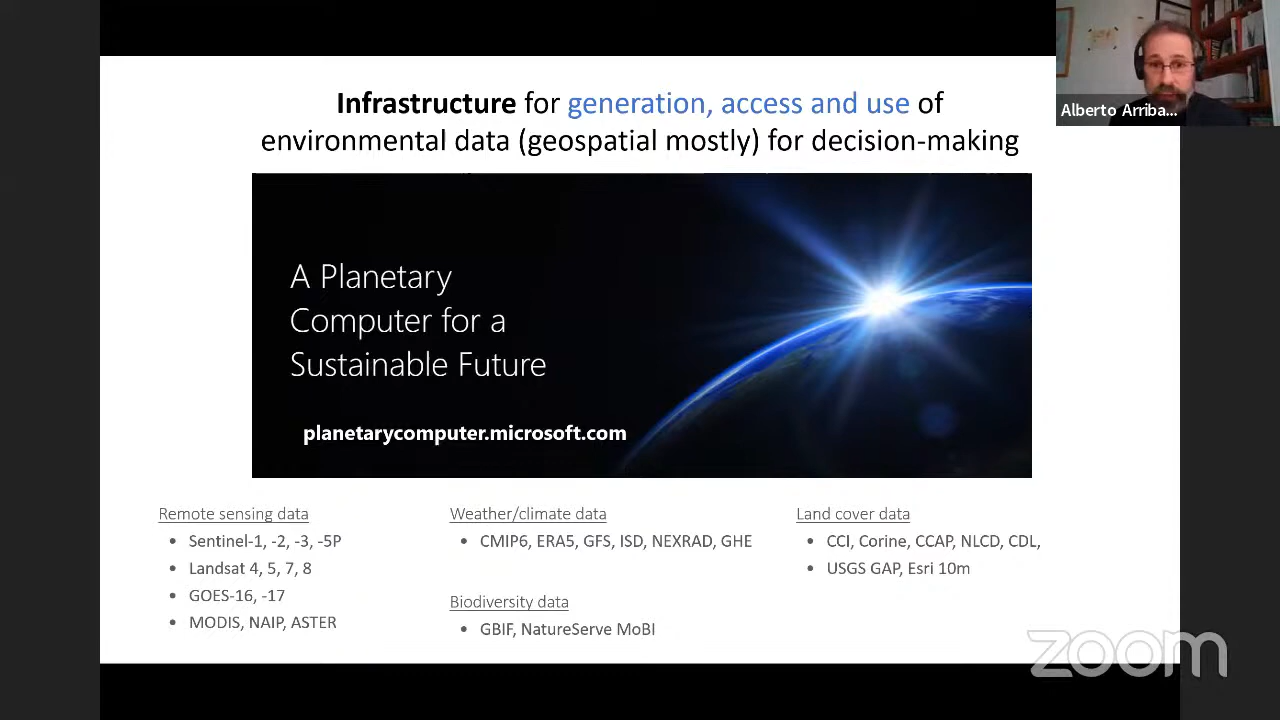 Infrastructure for generation, access and use of
environmental data (geospatial mostly) for decision-making
Alberto Arriba...
A Planetary
Computer for a
Sustainable Future
planetarycomputer.microsoft.com
Remote sensing data
• Sentinel-1, -2, -3, -5P
• Landsat 4, 5, 7, 8
• GOES-16, -17
• MODIS, NAIP, ASTER
Weather/climate data
• CMIP6, ERA5, GFS, ISD, NEXRAD, GHE
Biodiversity data
• GBIF, NatureServe MoBI
Land cover data
• CCI, Corine, CCAP, NLCD, CDL,
• USGS GAP, Esri 10m
zoom